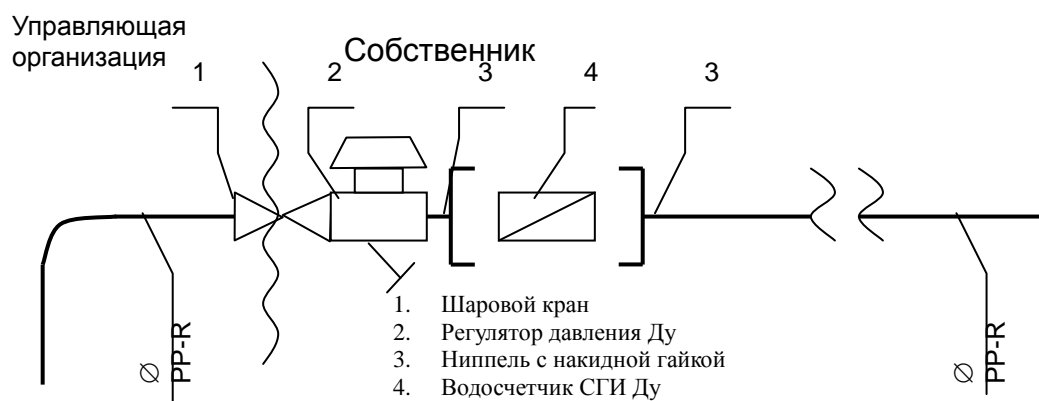 Управляющая
организация
Собственник
1
2
3
4
3
1. Шаровой кран
2. Регулятор давления Ду
3. Ниппель с накидной гайкой
4. Водосчетчик СГИ Ду
∅ PP-R
∅ PP-R